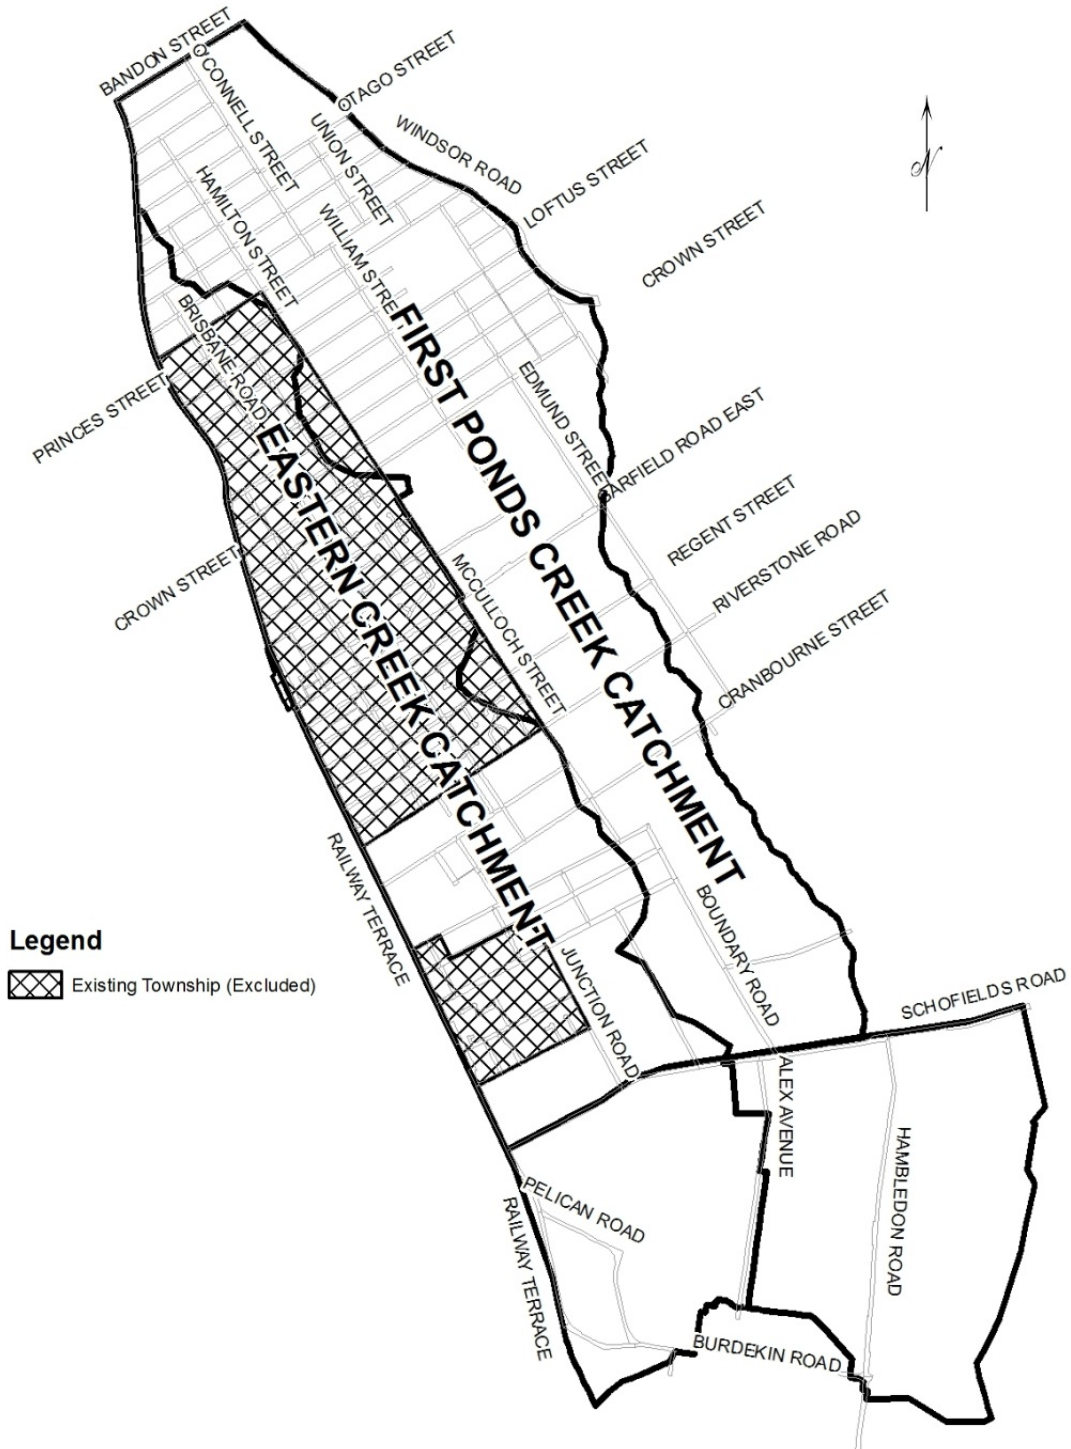 BANDON STREET
O'CONNELL STREET
OTAGO STREET
UNION STREET
WINDSOR ROAD
LOFTUS STREET
HAMILTON STREET
WILLIAM STREET
CROWN STREET
N
BRISBANE ROAD
FIRST PONDS CREEK CATCHMENT
PRINCES STREET
EDMUND STREET
GARFIELD ROAD EAST
EASTERN CREEK CATCHMENT
REGENT STREET
RIVERSTONE ROAD
CROWN STREET
MCCULLOCH STREET
CRANBOURNE STREET
RAILWAY TERRACE
BOUNDARY ROAD
Legend
Existing Township (Excluded)
JUNCTION ROAD
SCHOFIELDS ROAD
ALEX AVENUE
HAMBLEDON ROAD
PELICAN ROAD
RAILWAY TERRACE
BURDEKIN ROAD